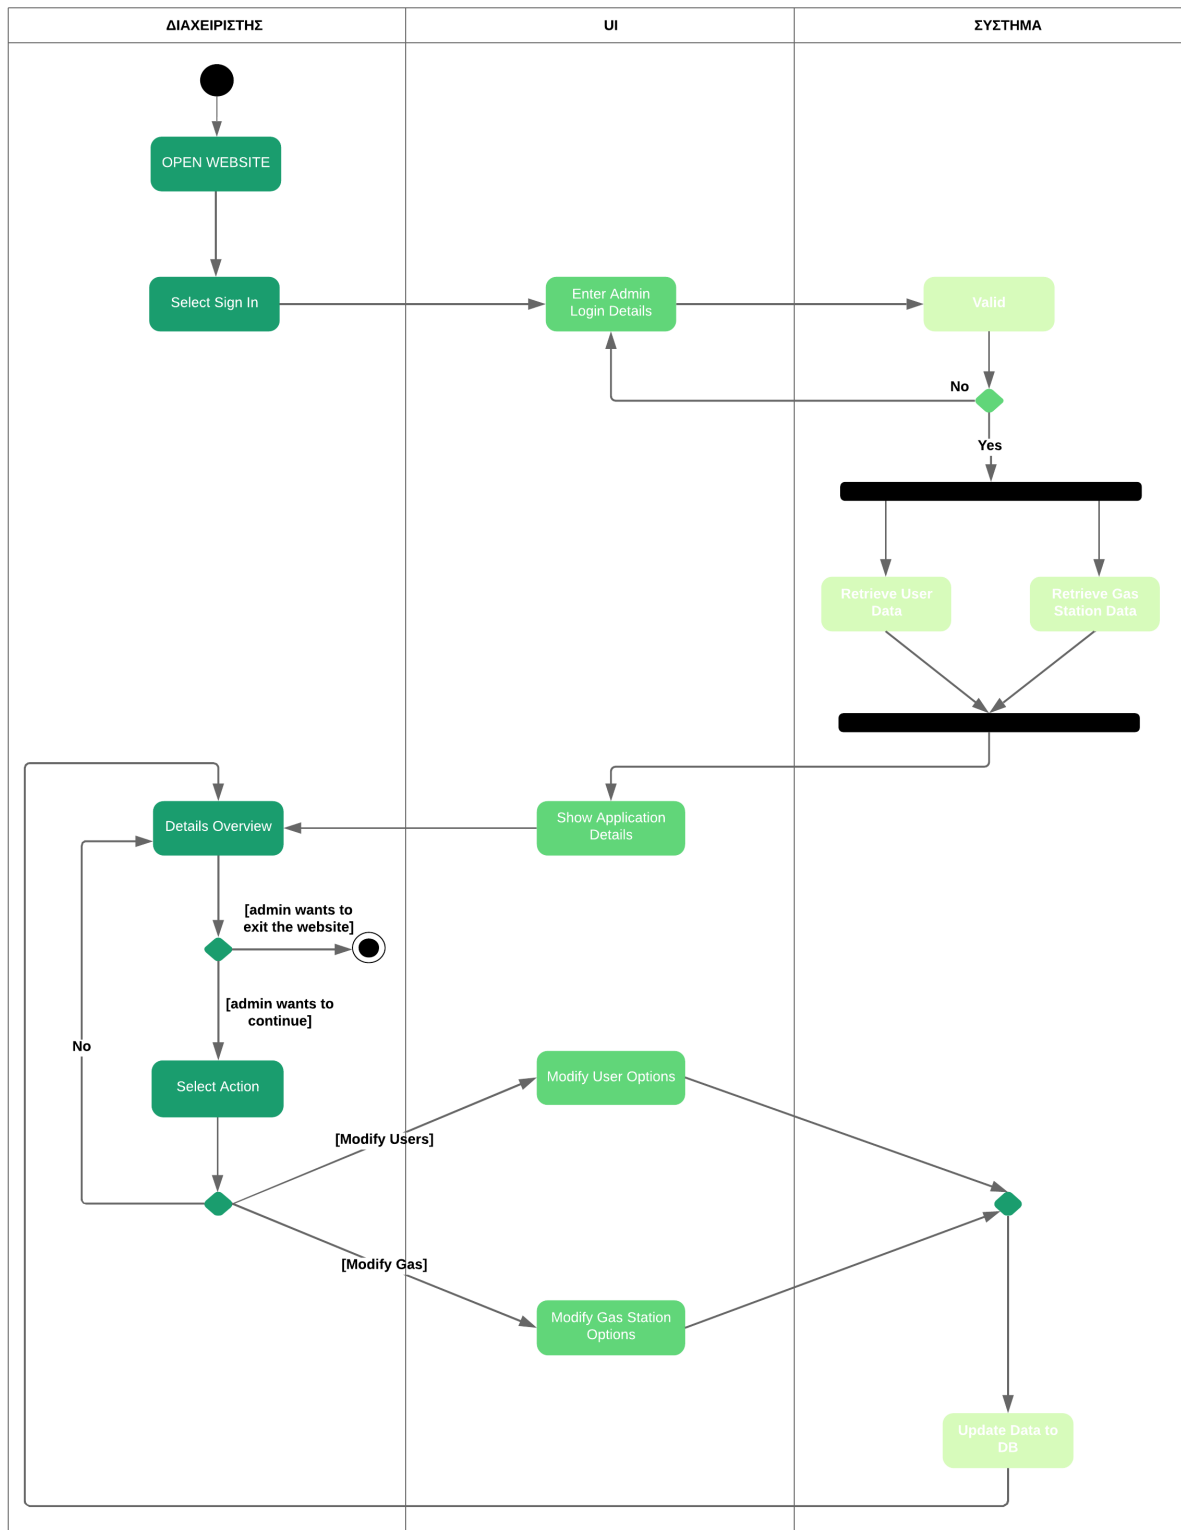 ΔΙΑΧΕΙΡΙΣΤΗΣ
UI
ΣΥΣΤΗΜΑ
OPEN WEBSITE
Select Sign In
Enter Admin
Login Details
Valid
No
Yes
Retrieve User
Data
Retrieve Gas
Station Data
Details Overview
Show Application
Details
[admin wants to
exit the website]
[admin wants to
continue]
No
Select Action
Modify User Options
[Modify Users]
[Modify Gas]
Modify Gas Station
Options
Update Data to
DB